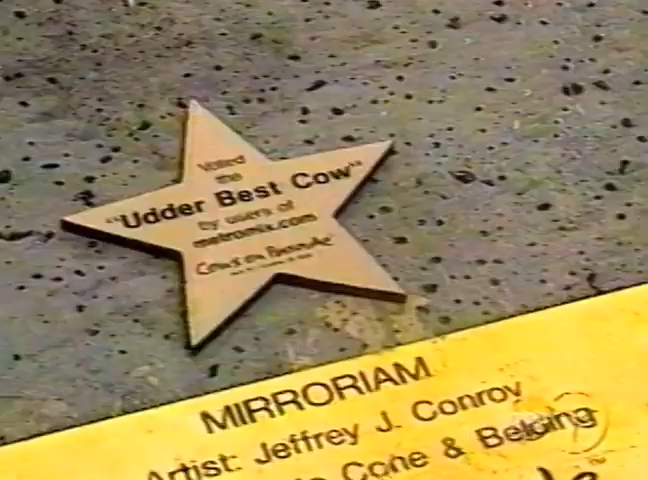 Voted
the
"Udder Best Cow"
by users of
metromix.com
Cows on Parade
MIRRORIAM
Artist: Jeffrey J. Conroy
Cone & Belding